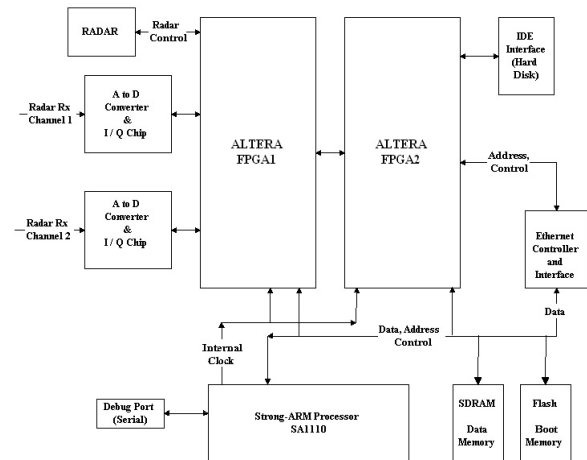 RADAR
Radar
Control
IDE
Interface
(Hard
Disk)
Radar Rx
Channel 1
A to D
Converter
&
I / Q Chip
ALTERA
FPGA1
ALTERA
FPGA2
Address,
Control
Radar Rx
Channel 2
A to D
Converter
&
I / Q Chip
Ethernet
Controller
and
Interface
Data
Internal
Clock
Data, Address
Control
Debug Port
(Serial)
Strong-ARM Processor
SA1110
SDRAM
Data
Memory
Flash
Boot
Memory